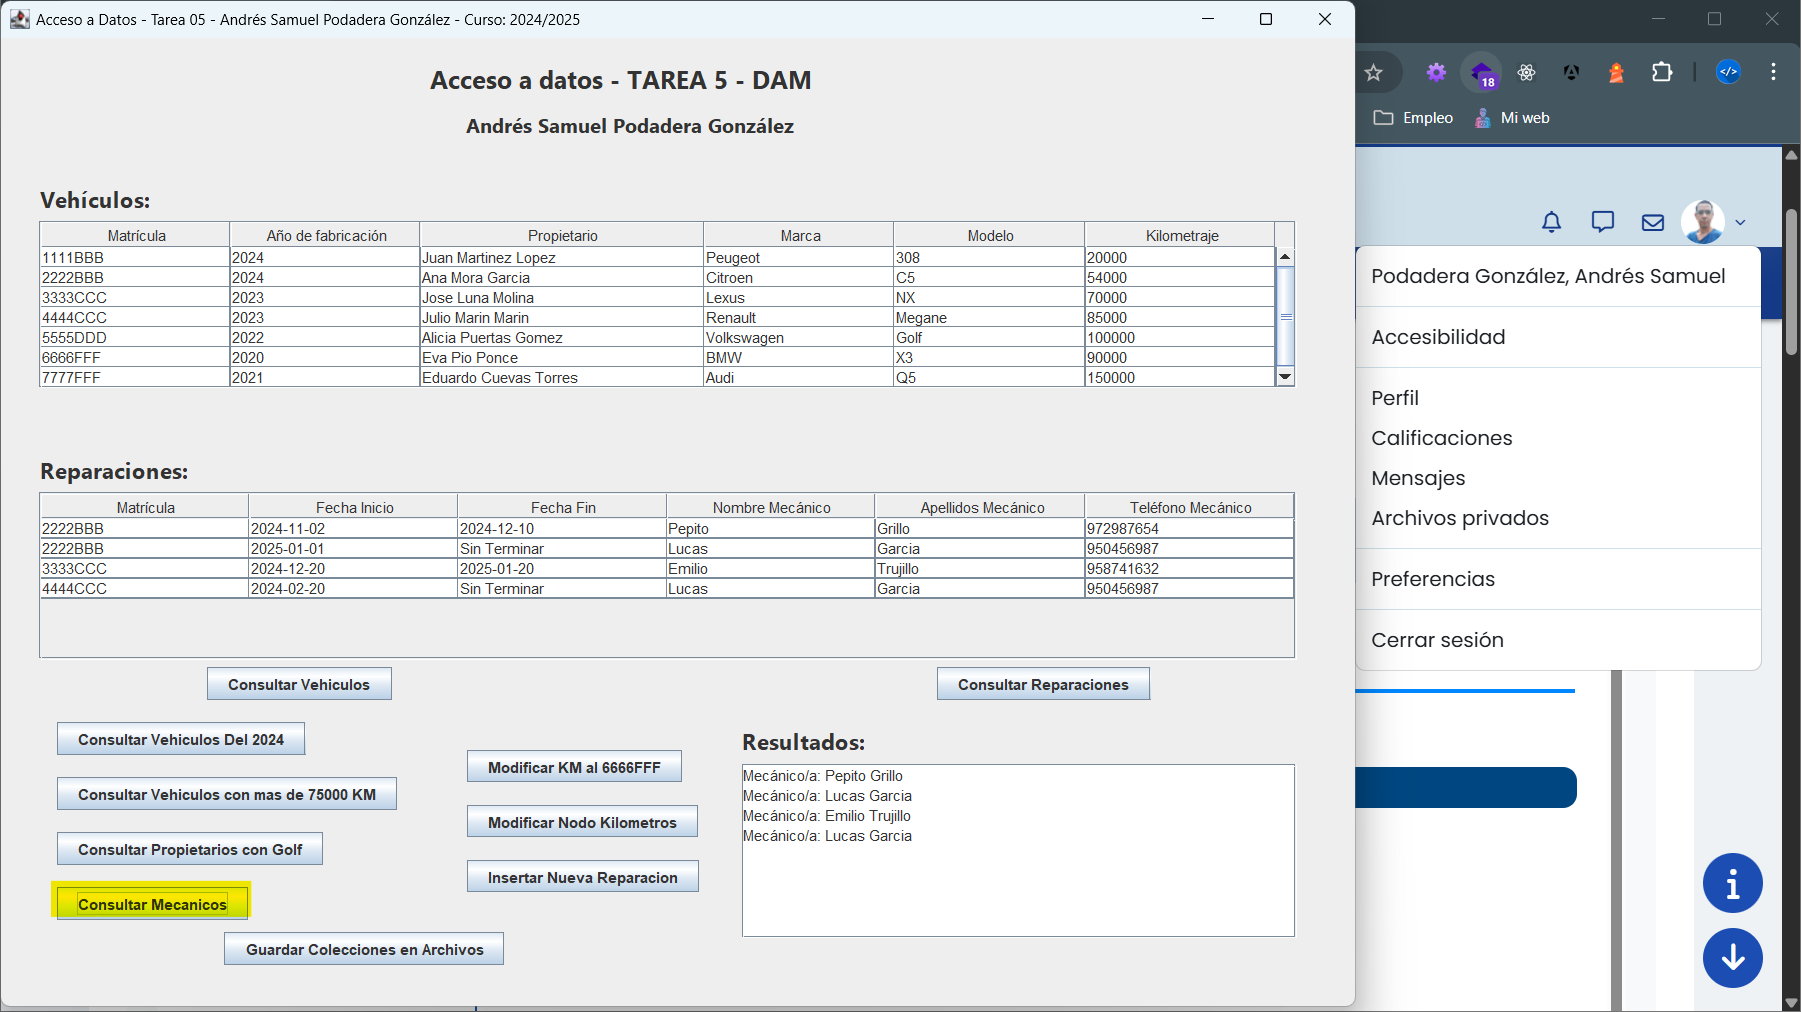 Acceso a Datos - Tarea 05 - Andrés Samuel Podadera González - Curso: 2024/2025
Acceso a datos - TAREA 5 - DAM
Andrés Samuel Podadera González
Vehículos:
Matrícula Año de fabricación Propietario Marca Modelo Kilometraje
1111BBB 2024 Juan Martinez Lopez Peugeot 308 20000
2222BBB 2024 Ana Mora Garcia Citroen C5 54000
3333CCC 2023 Jose Luna Molina Lexus NX 70000
4444CCC 2023 Julio Marin Marin Renault Megane 85000
5555DDD 2022 Alicia Puertas Gomez Volkswagen Golf 100000
6666FFF 2020 Eva Pio Ponce BMW X3 90000
7777FFF 2021 Eduardo Cuevas Torres Audi Q5 150000
Reparaciones:
Matrícula Fecha Inicio Fecha Fin Nombre Mecánico Apellidos Mecánico Teléfono Mecánico
2222BBB 2024-11-02 2024-12-10 Pepito Grillo 972987654
2222BBB 2025-01-01 Sin Terminar Lucas Garcia 950456987
3333CCC 2024-12-20 2025-01-20 Emilio Trujillo 958741632
4444CCC 2024-02-20 Sin Terminar Lucas Garcia 950456987
Consultar Vehiculos
Consultar Reparaciones
Consultar Vehiculos Del 2024
Consultar Vehiculos con mas de 75000 KM
Consultar Propietarios con Golf
Consultar Mecanicos
Guardar Colecciones en Archivos
Modificar KM al 6666FFF
Modificar Nodo Kilometros
Insertar Nueva Reparacion
Resultados:
Mecánico/a: Pepito Grillo
Mecánico/a: Lucas Garcia
Mecánico/a: Emilio Trujillo
Mecánico/a: Lucas Garcia
18
Empleo
Mi web
Podadera González, Andrés Samuel
Accesibilidad
Perfil
Calificaciones
Mensajes
Archivos privados
Preferencias
Cerrar sesión